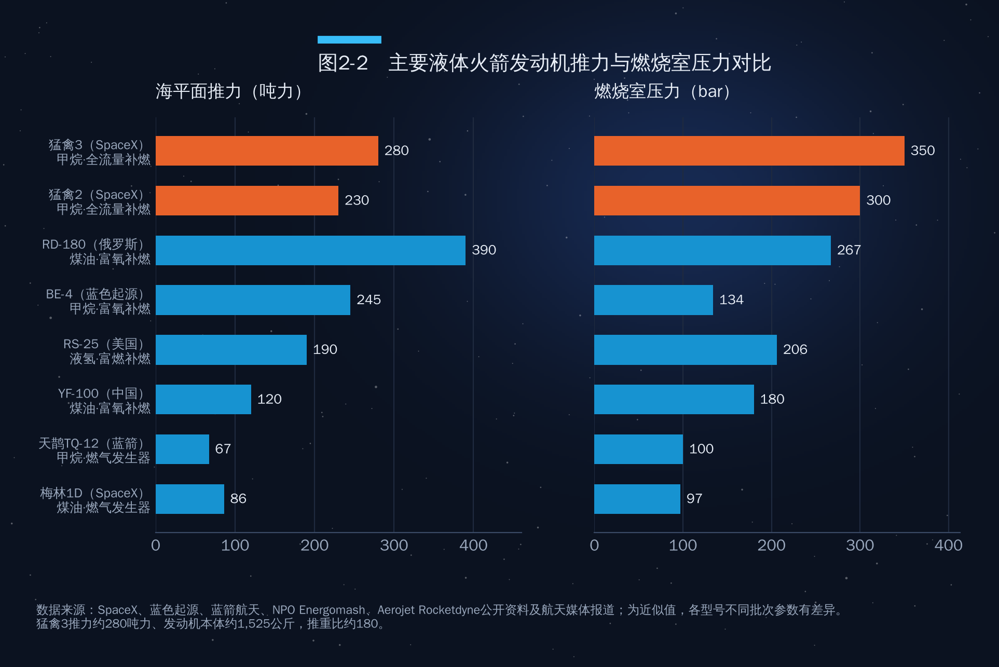 图2-2　主要液体火箭发动机推力与燃烧室压力对比
海平面推力（吨力）
猛禽3（SpaceX）
甲烷·全流量补燃
280
猛禽2（SpaceX）
甲烷·全流量补燃
230
RD-180（俄罗斯）
煤油·富氧补燃
390
BE-4（蓝色起源）
甲烷·富氧补燃
245
RS-25（美国）
液氢·富燃补燃
190
YF-100（中国）
煤油·富氧补燃
120
天鹊TQ-12（蓝箭）
甲烷·燃气发生器
67
梅林1D（SpaceX）
煤油·燃气发生器
86
0 100 200 300 400
燃烧室压力（bar）
350
300
267
134
206
180
100
97
0 100 200 300 400
数据来源：SpaceX、蓝色起源、蓝箭航天、NPO Energomash、Aerojet Rocketdyne公开资料及航天媒体报道；为近似值，各型号不同批次参数有差异。
猛禽3推力约280吨力、发动机本体约1,525公斤，推重比约180。